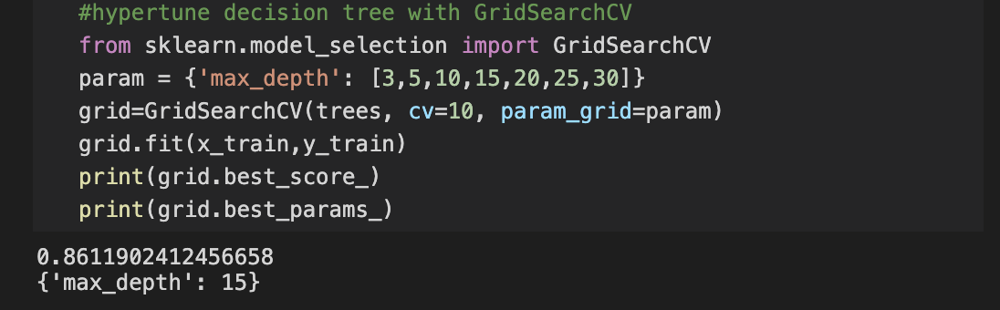 #hypertune decision tree with GridSearchCV
from sklearn.model_selection import GridSearchCV
param = {'max_depth': [3,5,10,15,20,25,30]}
grid=GridSearchCV(trees, cv=10, param_grid=param)
grid.fit(x_train,y_train)
print(grid.best_score_)
print(grid.best_params_)
0.8611902412456658
{'max_depth': 15}